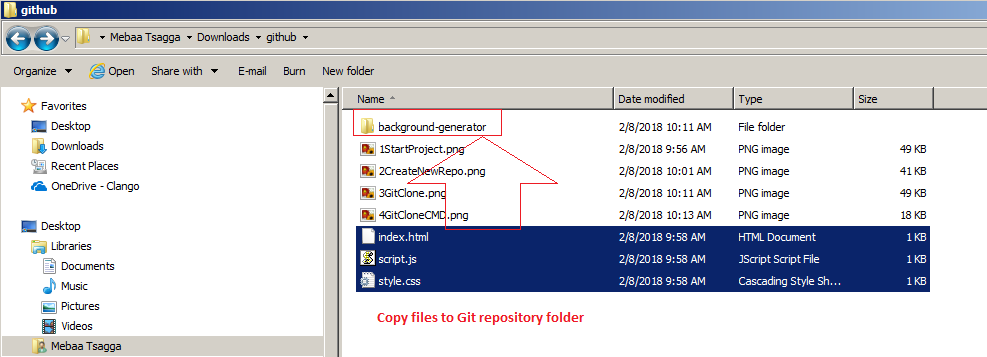 github
Mebaa Tsagga Downloads github
Organize Open Share with E-mail Burn New folder
Favorites
Desktop
Downloads
Recent Places
OneDrive - Clango
Desktop
Libraries
Documents
Music
Pictures
Videos
Mebaa Tsagga
Name Date modified Type Size
background-generator 2/8/2018 10:11 AM File folder
1StartProject.png 2/8/2018 9:56 AM PNG image 49 KB
2CreateNewRepo.png 2/8/2018 10:01 AM PNG image 41 KB
3GitClone.png 2/8/2018 10:11 AM PNG image 49 KB
4GitCloneCMD.png 2/8/2018 10:13 AM PNG image 18 KB
index.html 2/8/2018 9:58 AM HTML Document 1 KB
script.js 2/8/2018 9:58 AM JScript Script File 1 KB
style.css 2/8/2018 9:58 AM Cascading Style Sh... 1 KB
Copy files to Git repository folder